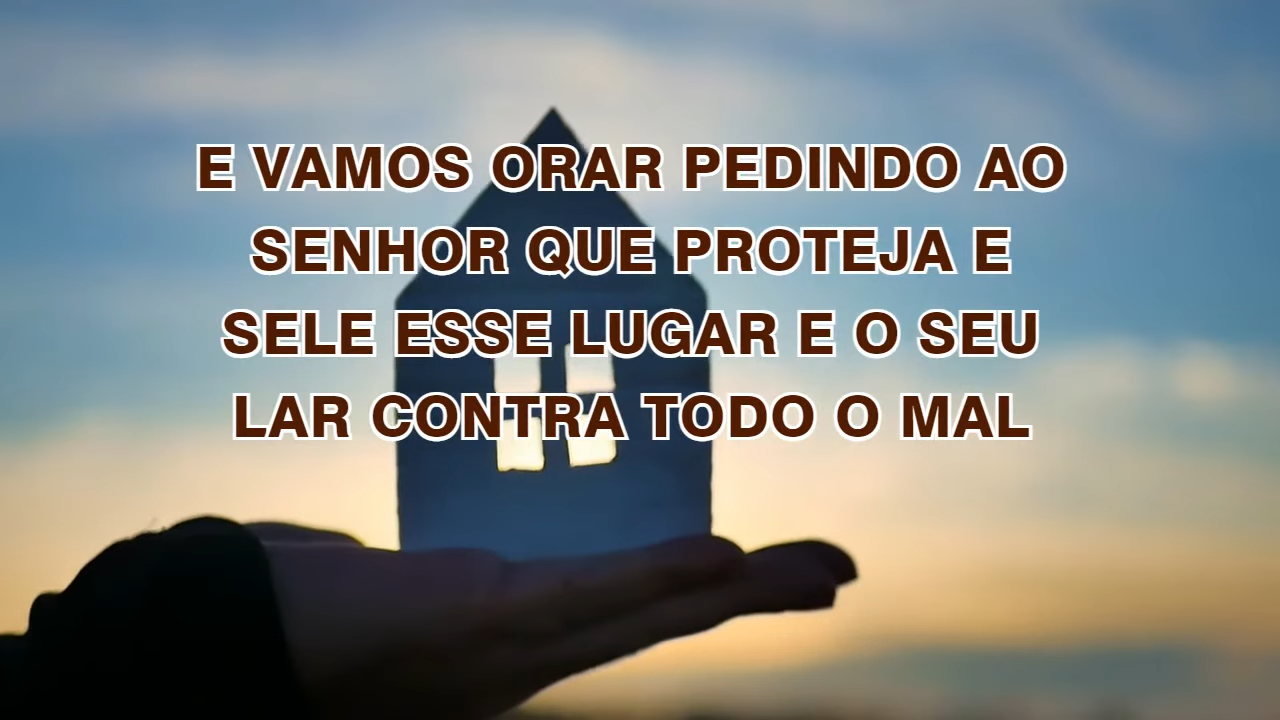 E VAMOS ORAR PEDINDO AO
SENHOR QUE PROTEJA E
SELE ESSE LUGAR E O SEU
LAR CONTRA TODO O MAL